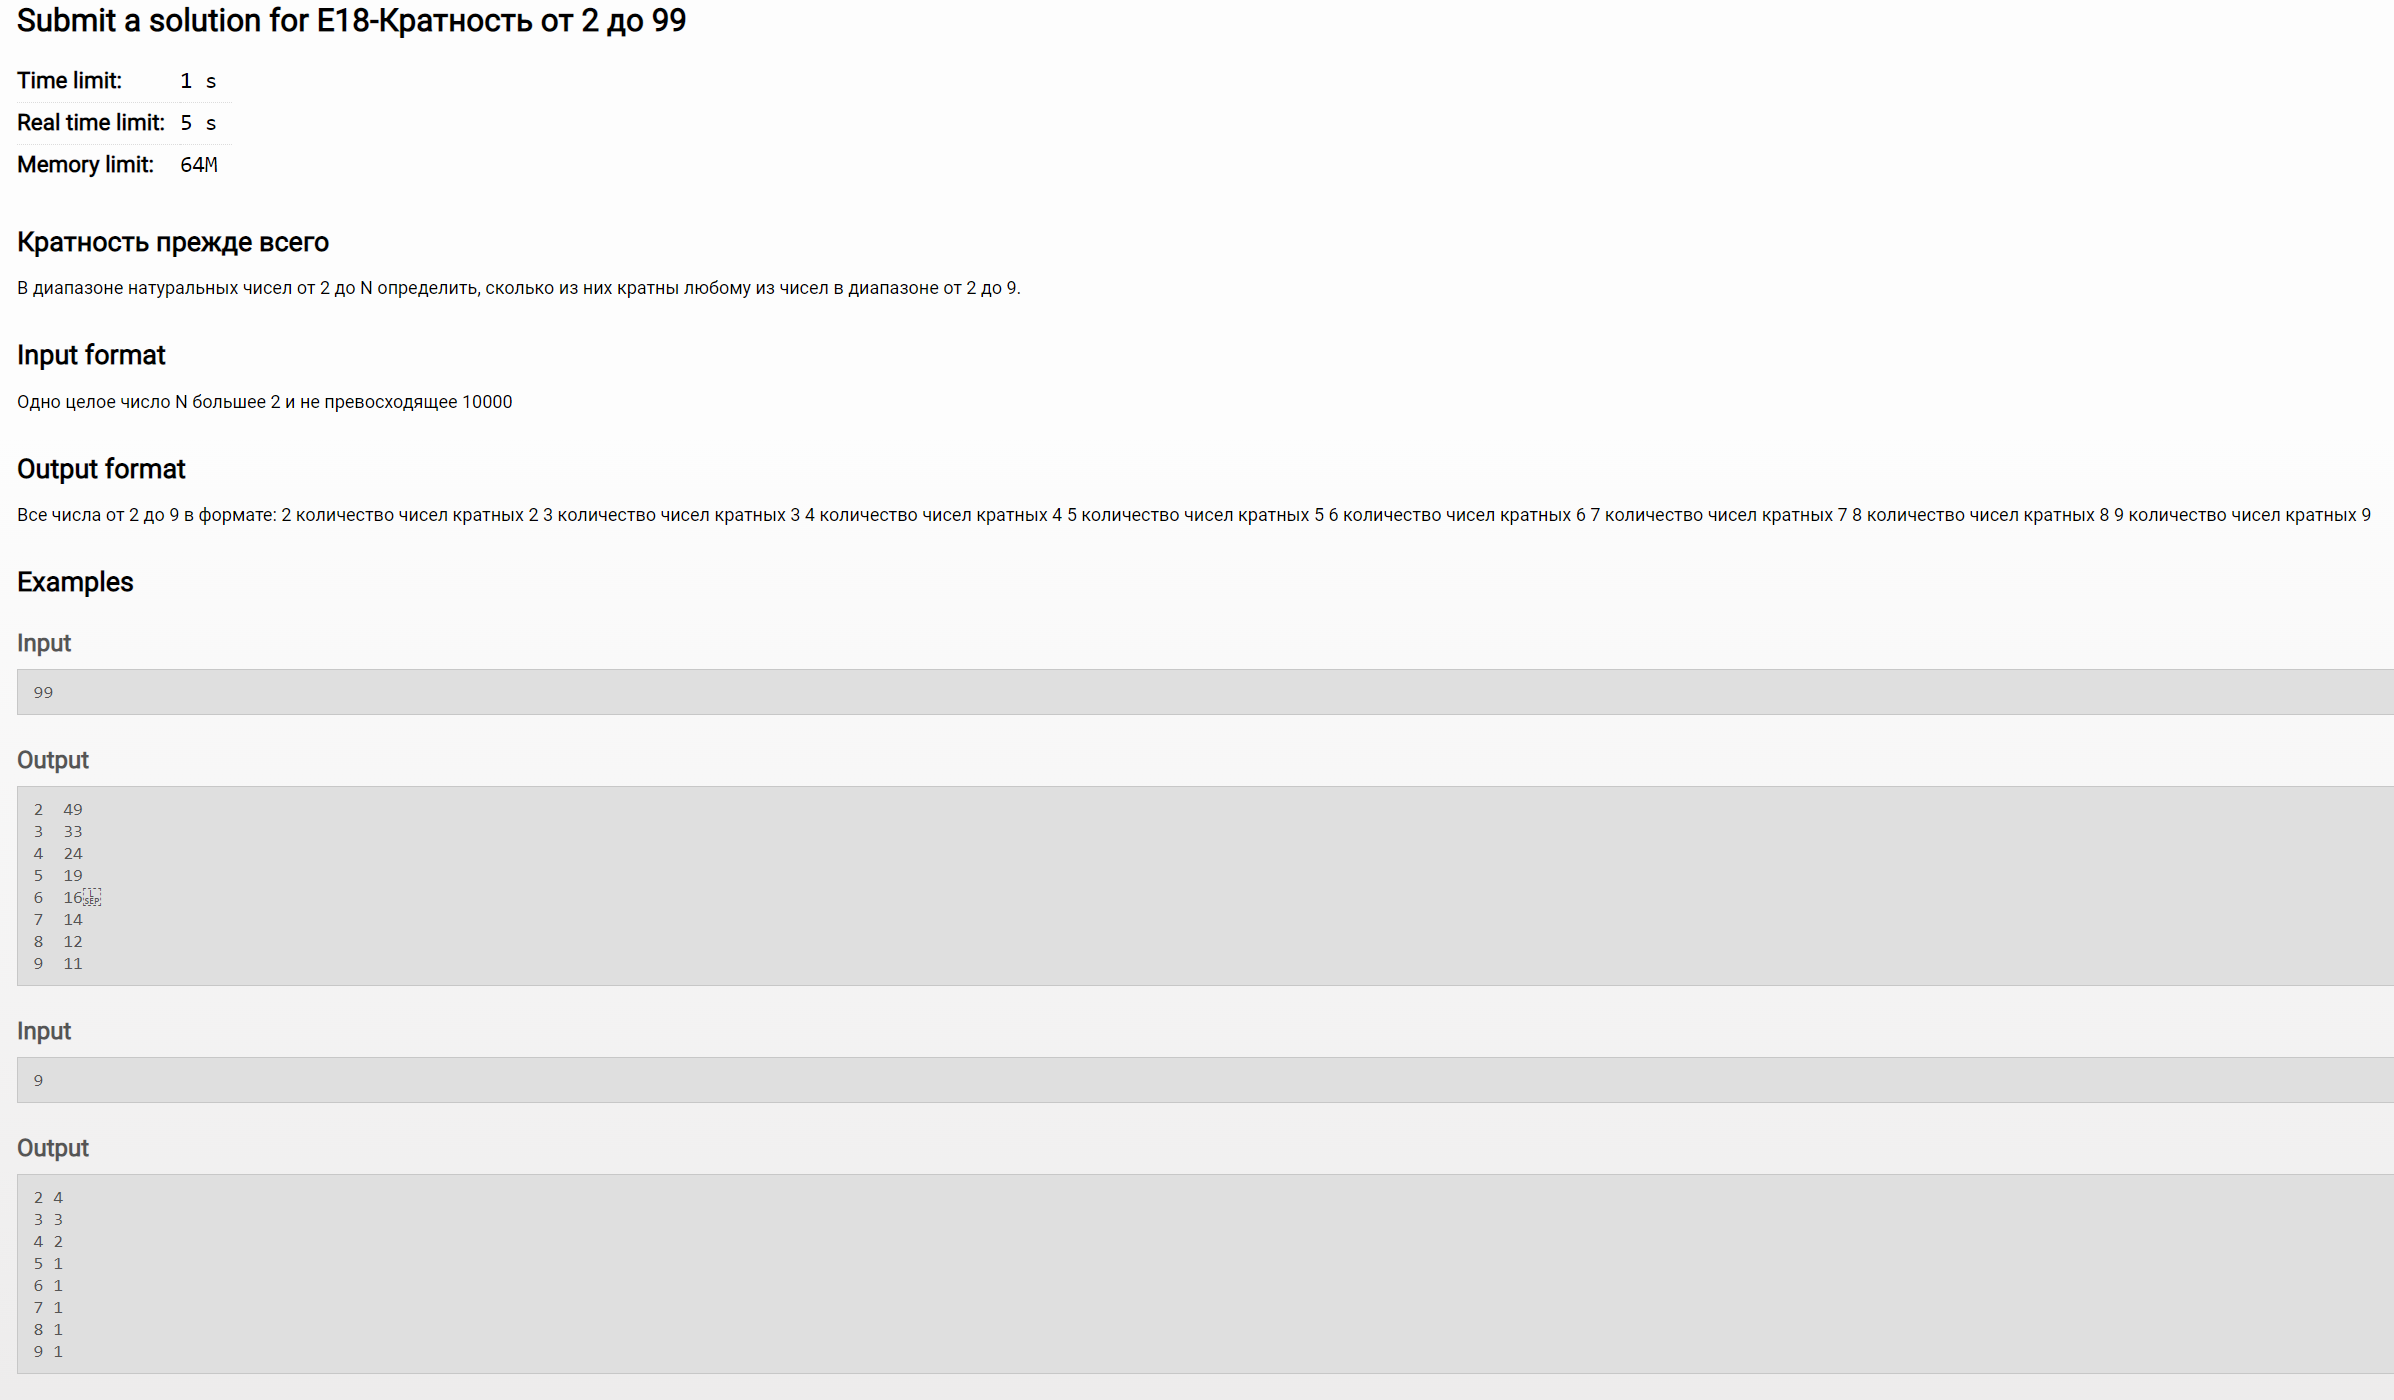 Submit a solution for E18-Кратность от 2 до 99
Time limit: 1 s
Real time limit: 5 s
Memory limit: 64M
Кратность прежде всего
В диапазоне натуральных чисел от 2 до N определить, сколько из них кратны любому из чисел в диапазоне от 2 до 9.
Input format
Одно целое число N большее 2 и не превосходящее 10000
Output format
Все числа от 2 до 9 в формате: 2 количество чисел кратных 2 3 количество чисел кратных 3 4 количество чисел кратных 4 5 количество чисел кратных 5 6 количество чисел кратных 6 7 количество чисел кратных 7 8 количество чисел кратных 8 9 количество чисел кратных 9
Examples
Input
99
Output
2  49
3  33
4  24
5  19
6  16 L SEP
7  14
8  12
9  11
Input
9
Output
2 4
3 3
4 2
5 1
6 1
7 1
8 1
9 1